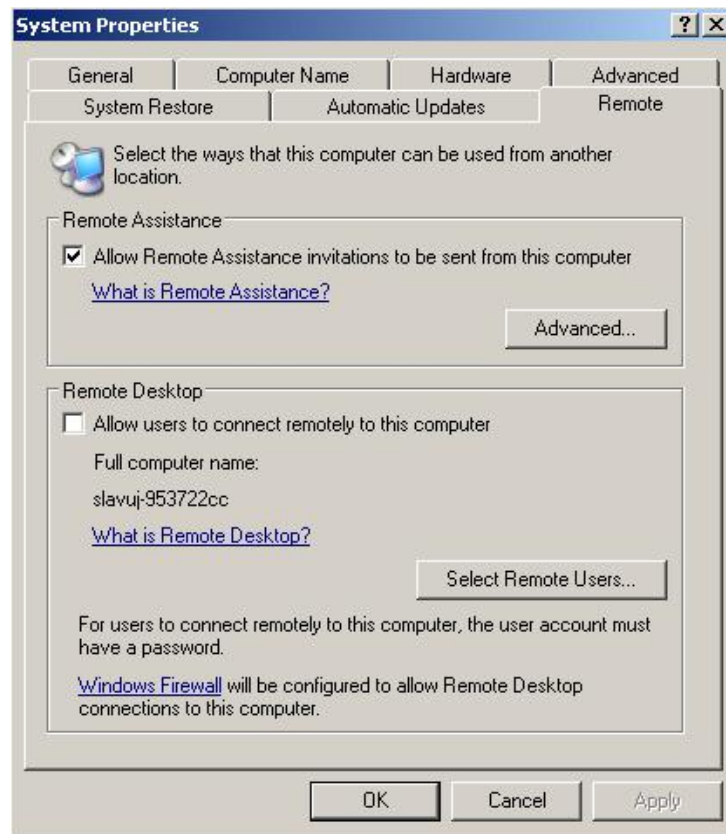 System Properties
General
Computer Name
Hardware
Advanced
System Restore
Automatic Updates
Remote
Select the ways that this computer can be used from another
location.
Remote Assistance
Allow Remote Assistance invitations to be sent from this computer
What is Remote Assistance?
Advanced...
Remote Desktop
Allow users to connect remotely to this computer
Full computer name:
slavuj-953722cc
What is Remote Desktop?
Select Remote Users...
For users to connect remotely to this computer, the user account must
have a password.
Windows Firewall will be configured to allow Remote Desktop
connections to this computer.
OK
Cancel
Apply